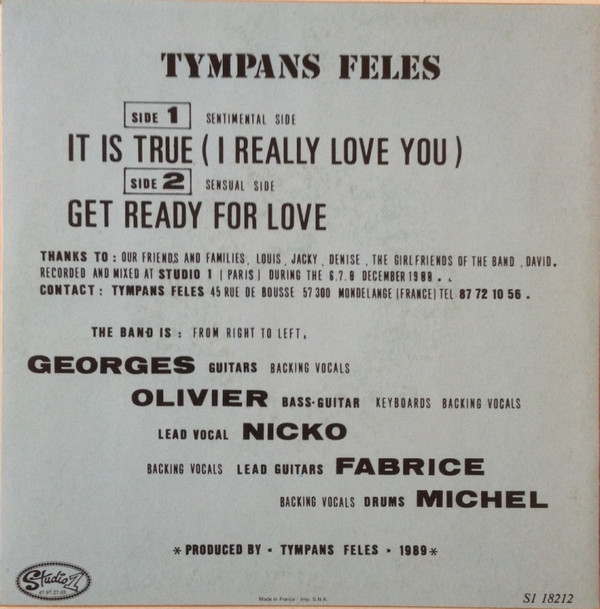 TYMPANS FELES
SIDE 1 SENTIMENTAL SIDE
IT IS TRUE ( I REALLY LOVE YOU )
SIDE 2 SENSUAL SIDE
GET READY FOR LOVE
THANKS TO : OUR FRIENDS AND FAMILIES, LOUIS, JACKY, DENISE, THE GIRLFRIENDS OF THE BAND, DAVID.
RECORDED AND MIXED AT STUDIO 1 ( PARIS ) DURING THE 6.7.8 DECEMBER 1988 . .
CONTACT : TYMPANS FELES 45 RUE DE BOUSSE 57300 MONDELANGE (FRANCE) TEL 87 72 10 56 .
THE BAND IS : FROM RIGHT TO LEFT,
GEORGES GUITARS BACKING VOCALS
OLIVIER BASS-GUITAR KEYBOARDS BACKING VOCALS
LEAD VOCAL NICKO
BACKING VOCALS LEAD GUITARS FABRICE
BACKING VOCALS DRUMS MICHEL
* PRODUCED BY • TYMPANS FELES • 1989 *
Studio 1
Made in France - Imp. S.N.A.
S1 18212